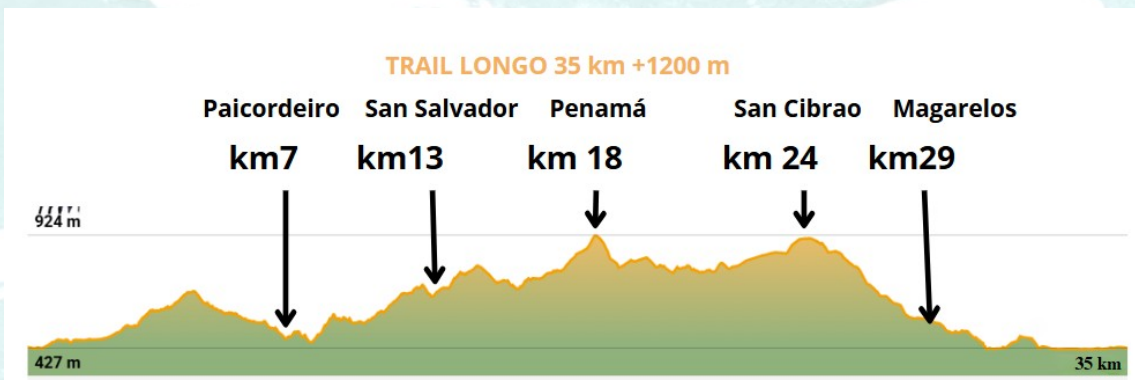 TRAIL LONGO 35 km +1200 m
Paicordeiro San Salvador Penamá San Cibrao Magarelos
km7 km13 km 18 km 24 km29
924 m
427 m 35 km